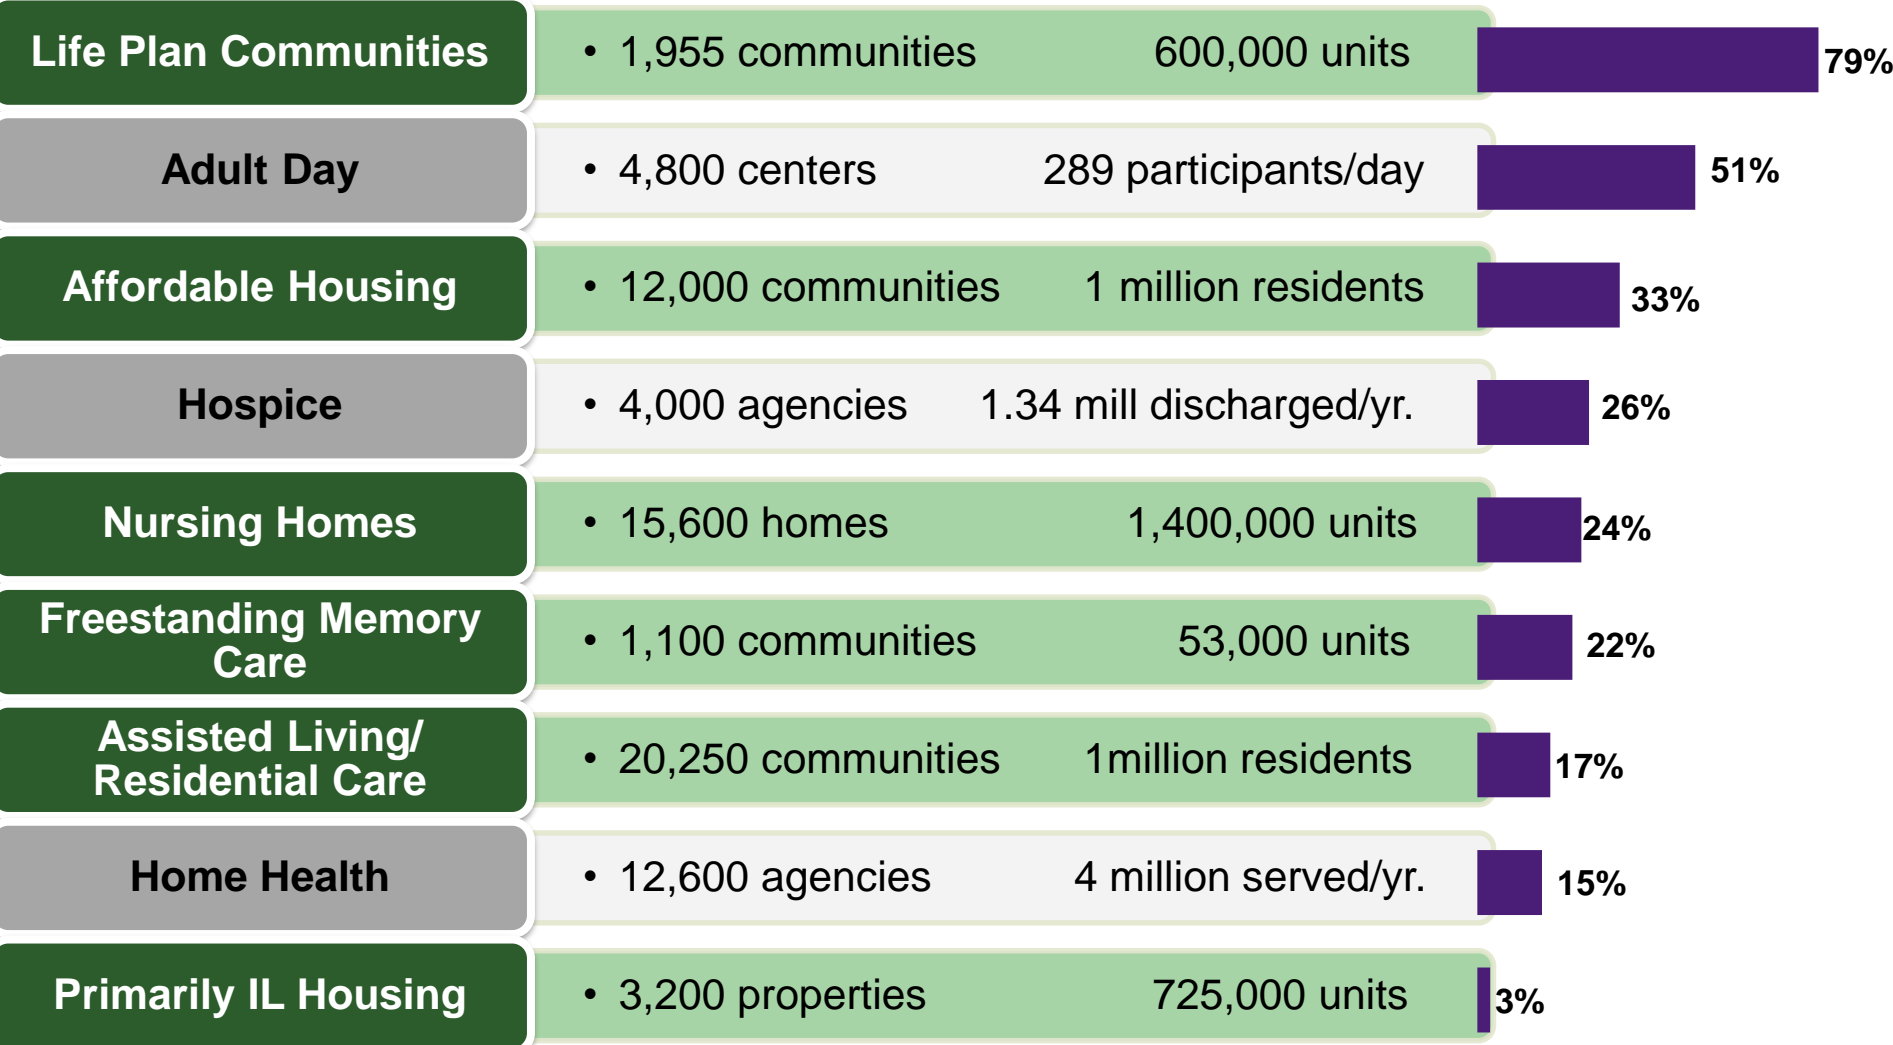 Life Plan Communities • 1,955 communities 600,000 units 79%
Adult Day • 4,800 centers 289 participants/day 51%
Affordable Housing • 12,000 communities 1 million residents 33%
Hospice • 4,000 agencies 1.34 mill discharged/yr. 26%
Nursing Homes • 15,600 homes 1,400,000 units 24%
Freestanding Memory
Care • 1,100 communities 53,000 units 22%
Assisted Living/
Residential Care • 20,250 communities 1million residents 17%
Home Health • 12,600 agencies 4 million served/yr. 15%
Primarily IL Housing • 3,200 properties 725,000 units 3%